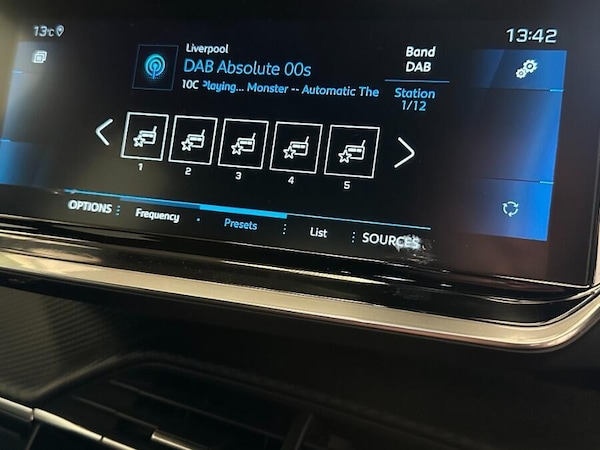 13°C
13:42
Liverpool
DAB Absolute 00s
10C Playing... Monster -- Automatic The
Band
DAB
Station
1/12
1 2 3 4 5
OPTIONS Frequency Presets List SOURCES